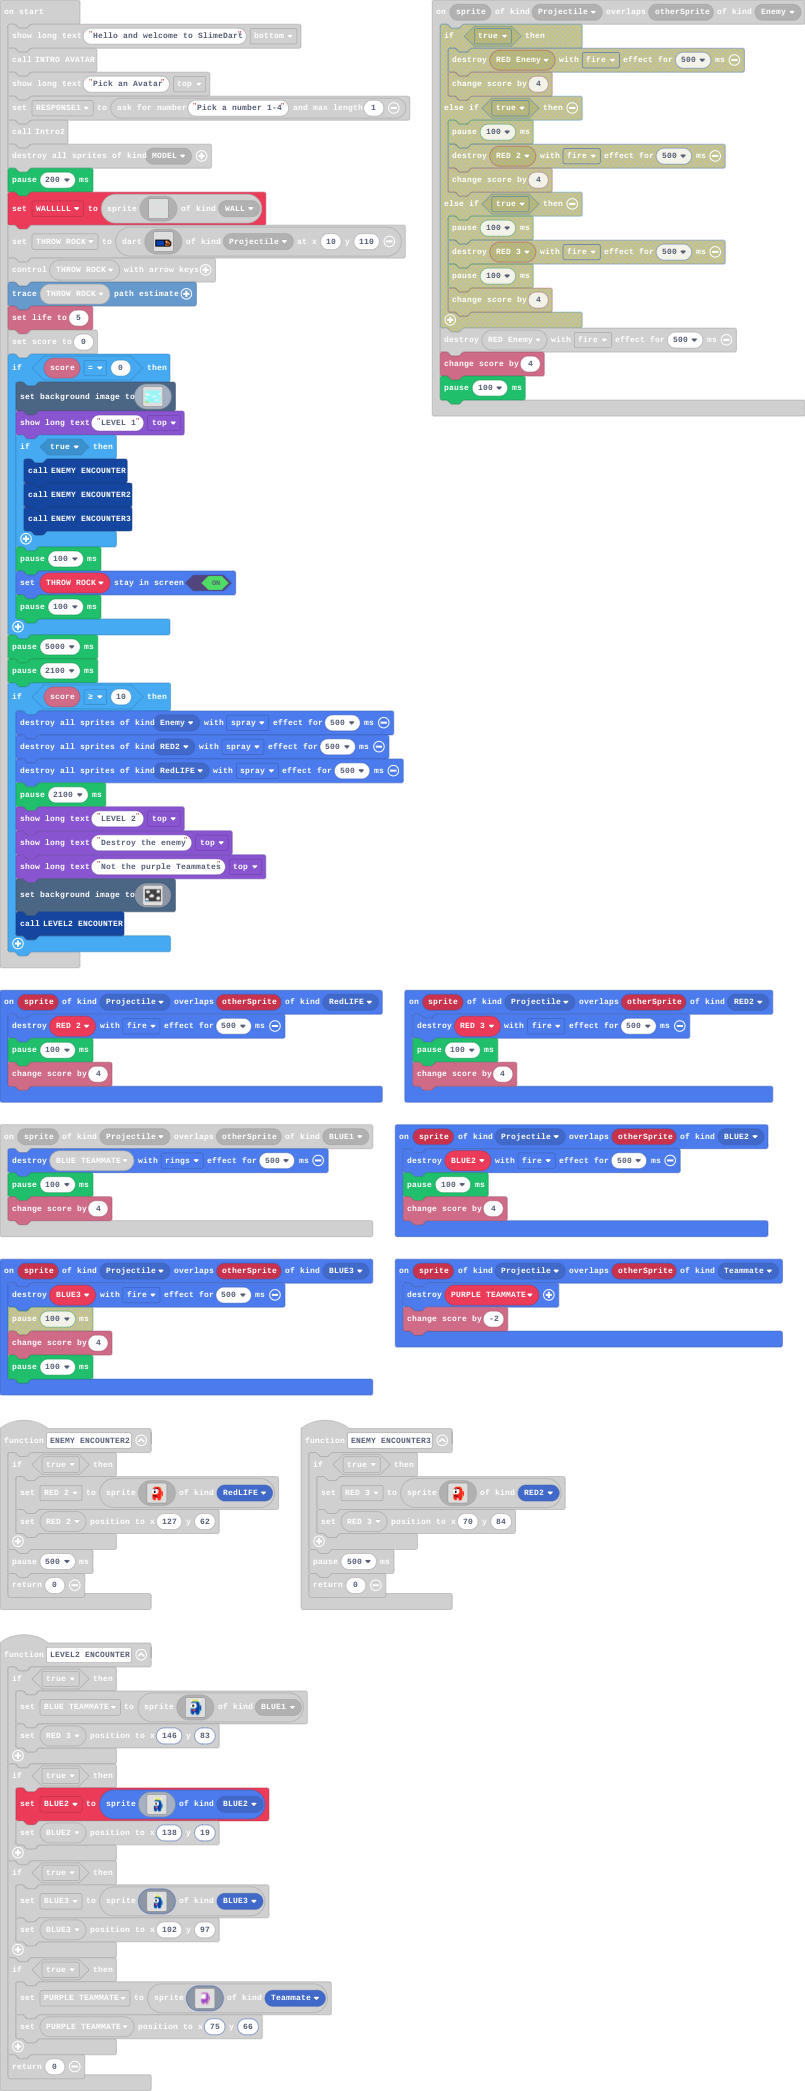 on start
show long text "Hello and welcome to SlimeDart" bottom
call INTRO AVATAR
show long text "Pick an Avatar" top
set RESPONSE1 to ask for number "Pick a number 1-4" and max length 1
call Intro2
destroy all sprites of kind MODEL
pause 200 ms
set WALLLLL to sprite of kind WALL
set THROW ROCK to dart of kind Projectile at x 10 y 110
control THROW ROCK with arrow keys
trace THROW ROCK path estimate
set life to 5
set score to 0
if score = 0 then
set background image to
show long text "LEVEL 1" top
if true then
call ENEMY ENCOUNTER
call ENEMY ENCOUNTER2
call ENEMY ENCOUNTER3
pause 100 ms
set THROW ROCK stay in screen ON
pause 100 ms
pause 5000 ms
pause 2100 ms
if score ≥ 10 then
destroy all sprites of kind Enemy with spray effect for 500 ms
destroy all sprites of kind RED2 with spray effect for 500 ms
destroy all sprites of kind RedLIFE with spray effect for 500 ms
pause 2100 ms
show long text "LEVEL 2" top
show long text "Destroy the enemy" top
show long text "Not the purple Teammates" top
set background image to
call LEVEL2 ENCOUNTER
on sprite of kind Projectile overlaps otherSprite of kind Enemy
if true then
destroy RED Enemy with fire effect for 500 ms
change score by 4
else if true then
pause 100 ms
destroy RED 2 with fire effect for 500 ms
change score by 4
else if true then
pause 100 ms
destroy RED 3 with fire effect for 500 ms
pause 100 ms
change score by 4
destroy RED Enemy with fire effect for 500 ms
change score by 4
pause 100 ms
on sprite of kind Projectile overlaps otherSprite of kind RedLIFE
destroy RED 2 with fire effect for 500 ms
pause 100 ms
change score by 4
on sprite of kind Projectile overlaps otherSprite of kind RED2
destroy RED 3 with fire effect for 500 ms
pause 100 ms
change score by 4
on sprite of kind Projectile overlaps otherSprite of kind BLUE1
destroy BLUE TEAMMATE with rings effect for 500 ms
pause 100 ms
change score by 4
on sprite of kind Projectile overlaps otherSprite of kind BLUE2
destroy BLUE2 with fire effect for 500 ms
pause 100 ms
change score by 4
on sprite of kind Projectile overlaps otherSprite of kind BLUE3
destroy BLUE3 with fire effect for 500 ms
pause 100 ms
change score by 4
pause 100 ms
on sprite of kind Projectile overlaps otherSprite of kind Teammate
destroy PURPLE TEAMMATE
change score by -2
function ENEMY ENCOUNTER2
if true then
set RED 2 to sprite of kind RedLIFE
set RED 2 position to x 127 y 62
pause 500 ms
return 0
function ENEMY ENCOUNTER3
if true then
set RED 3 to sprite of kind RED2
set RED 3 position to x 70 y 84
pause 500 ms
return 0
function LEVEL2 ENCOUNTER
if true then
set BLUE TEAMMATE to sprite of kind BLUE1
set RED 3 position to x 146 y 83
if true then
set BLUE2 to sprite of kind BLUE2
set BLUE2 position to x 138 y 19
if true then
set BLUE3 to sprite of kind BLUE3
set BLUE3 position to x 102 y 97
if true then
set PURPLE TEAMMATE to sprite of kind Teammate
set PURPLE TEAMMATE position to x 75 y 66
return 0